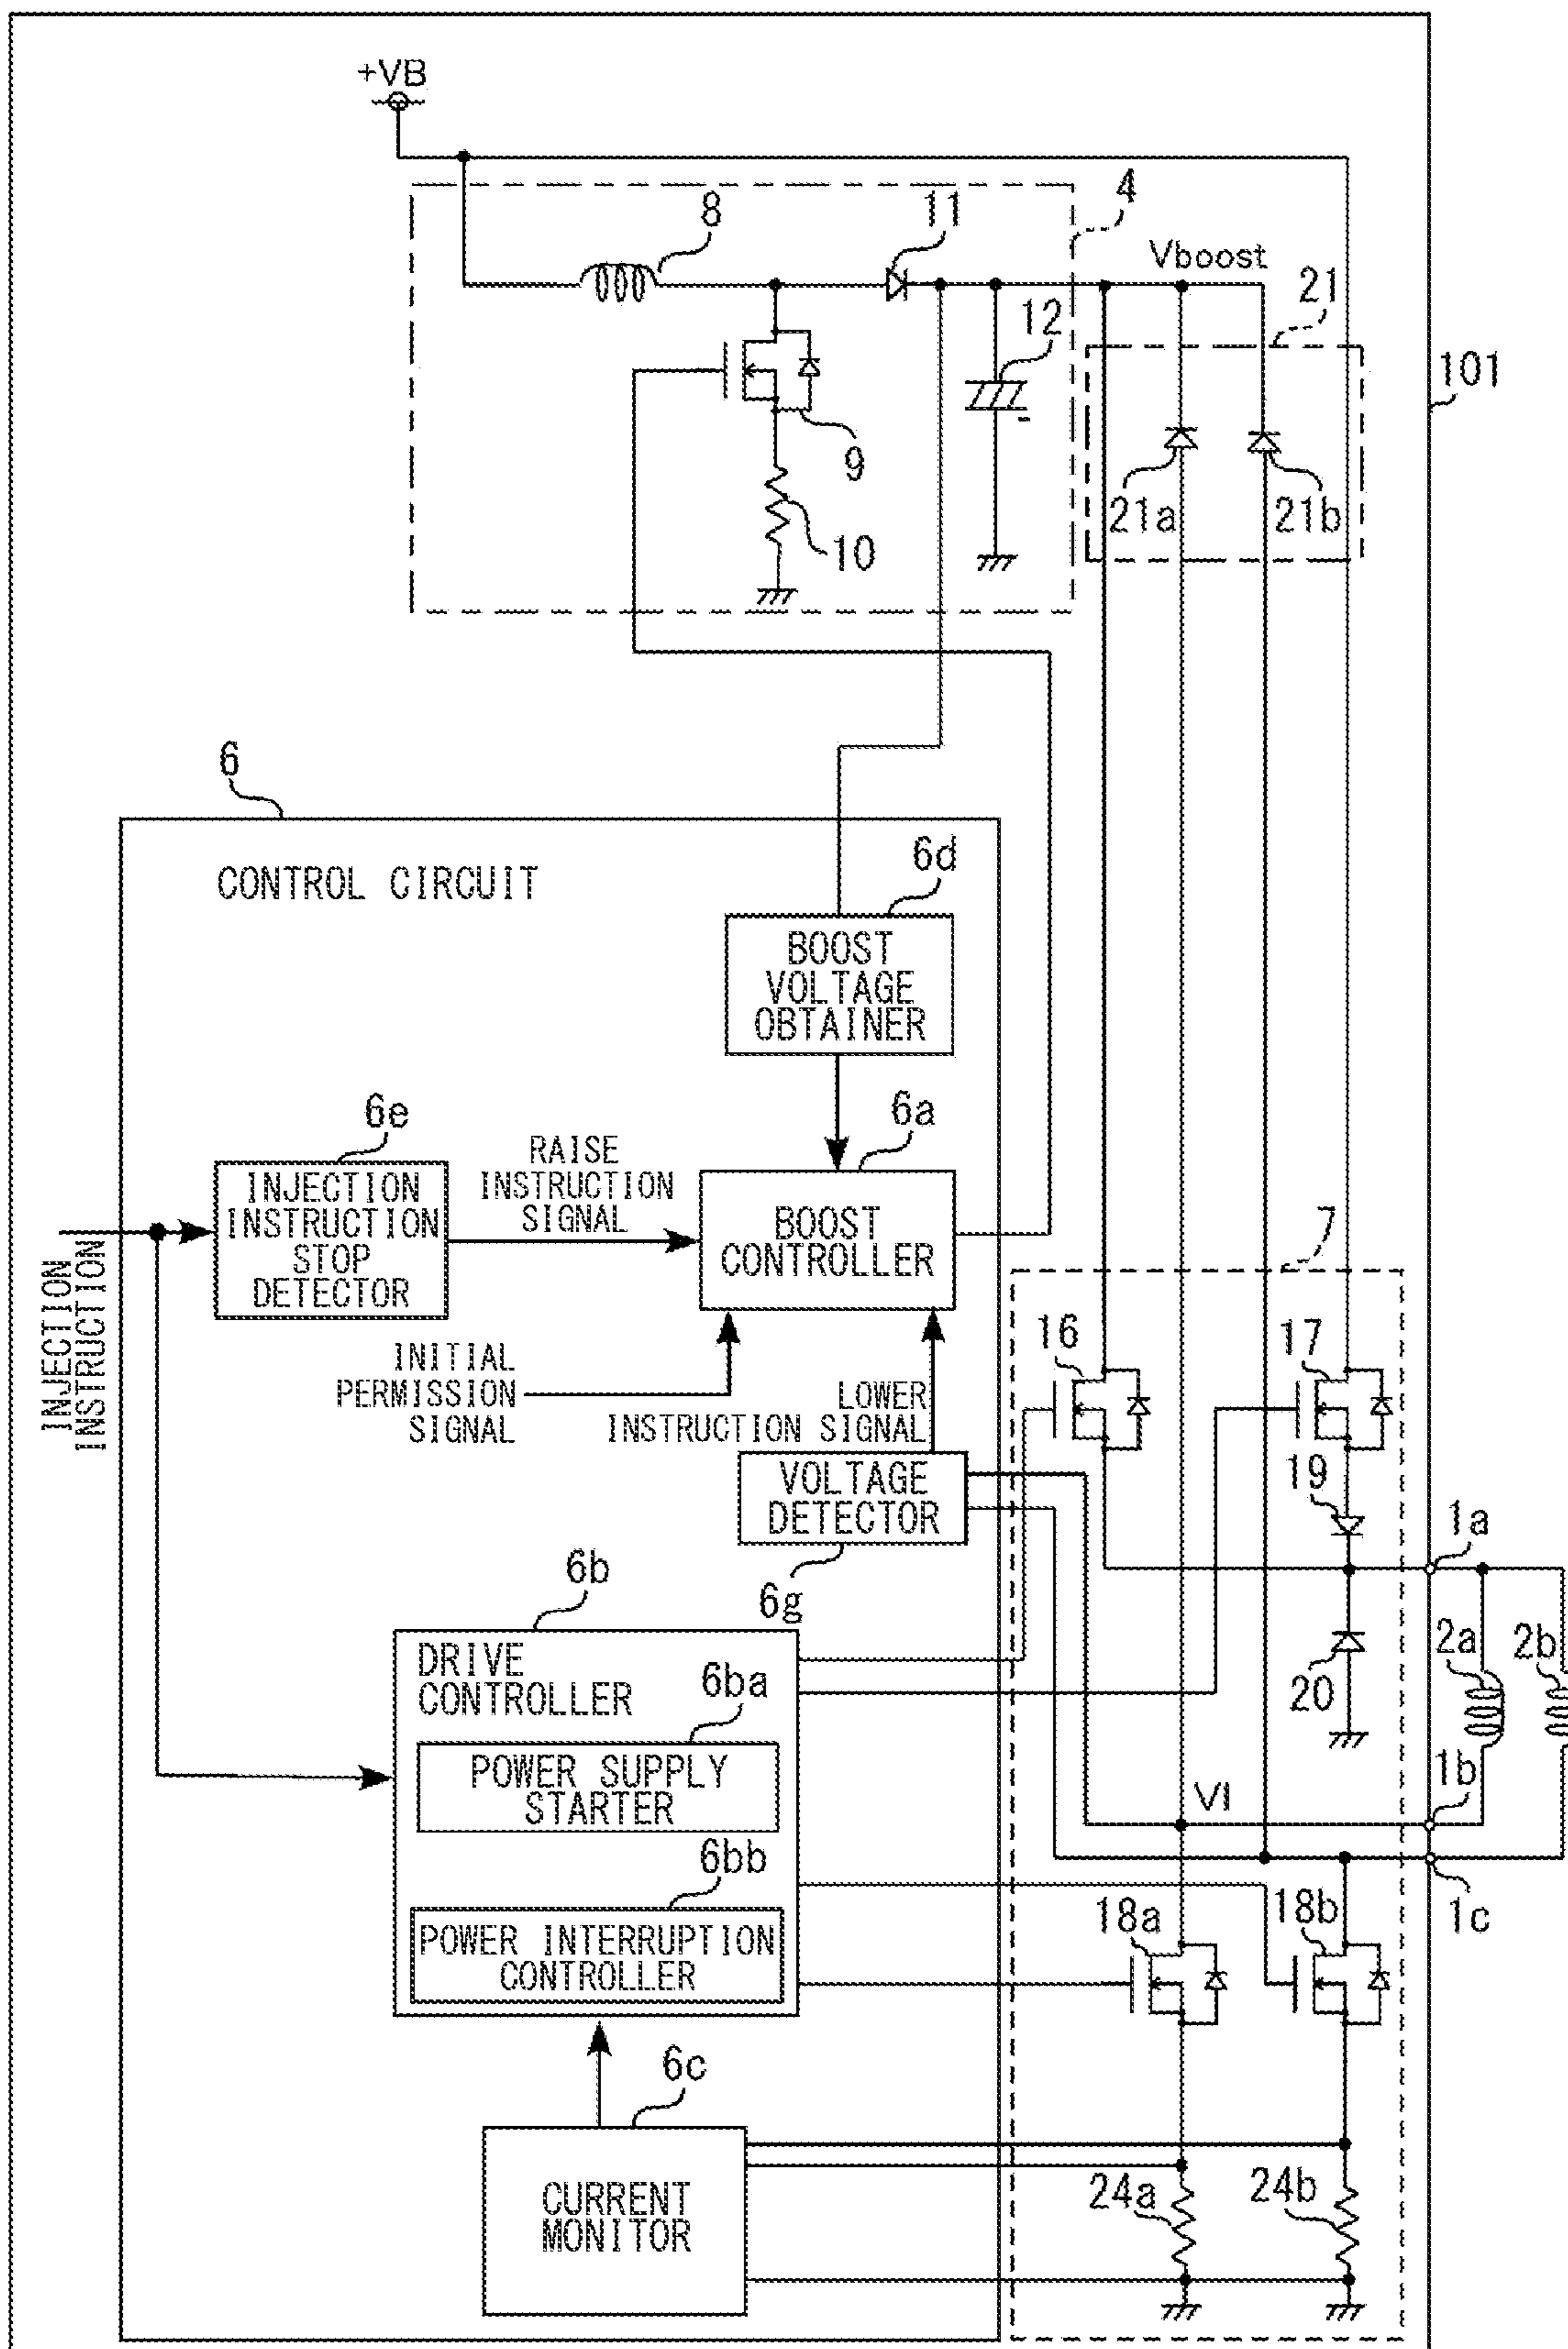 +VB
8
11
4
Vboost
21
12
101
9
21a
21b
10
6
CONTROL CIRCUIT
6d
BOOST
VOLTAGE
OBTAINER
6e
6a
INJECTION
INSTRUCTION
STOP
DETECTOR
RAISE
INSTRUCTION
SIGNAL
BOOST
CONTROLLER
7
INJECTION
INSTRUCTION
INITIAL
PERMISSION
SIGNAL
LOWER
INSTRUCTION SIGNAL
16
17
VOLTAGE
DETECTOR
19
1a
6g
6b
DRIVE
CONTROLLER
6ba
POWER SUPPLY
STARTER
2a
2b
20
1b
VI
6bb
POWER INTERRUPTION
CONTROLLER
18a
18b
1c
6c
CURRENT
MONITOR
24a
24b